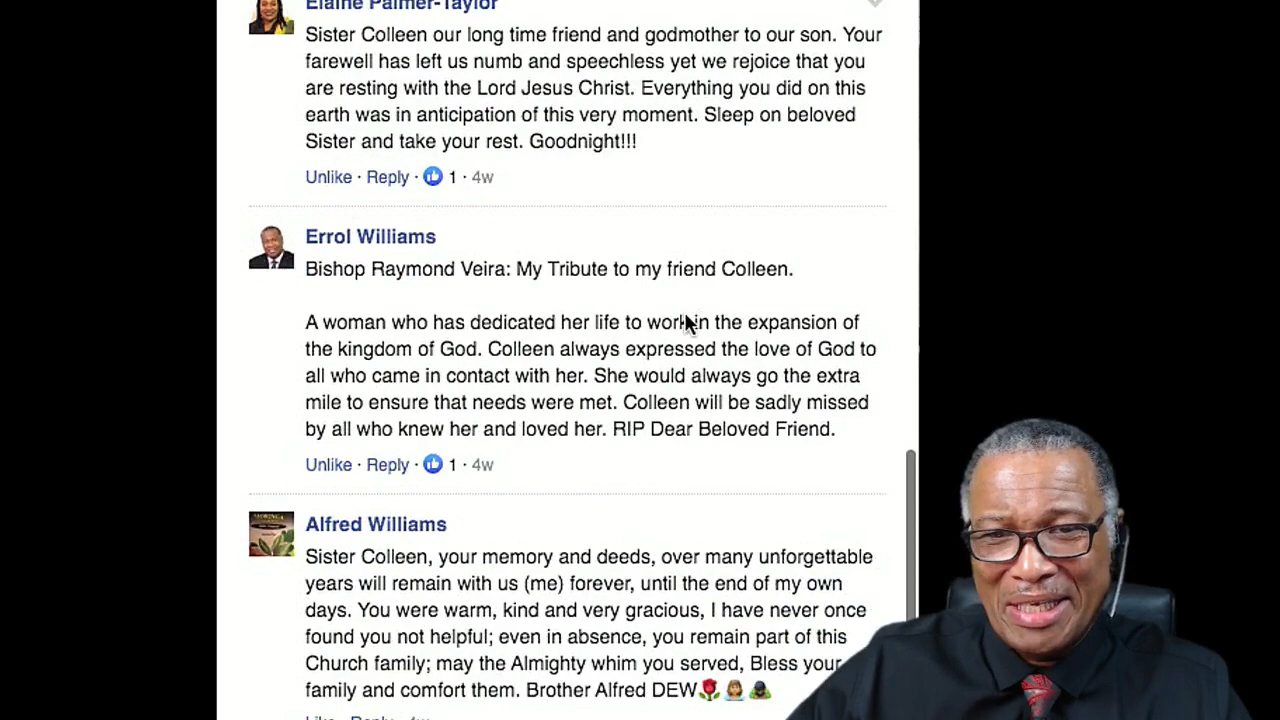 Elaine Palmer-Taylor
Sister Colleen our long time friend and godmother to our son. Your
farewell has left us numb and speechless yet we rejoice that you
are resting with the Lord Jesus Christ. Everything you did on this
earth was in anticipation of this very moment. Sleep on beloved
Sister and take your rest. Goodnight!!!
Unlike · Reply · 1 · 4w
Errol Williams
Bishop Raymond Veira: My Tribute to my friend Colleen.
A woman who has dedicated her life to work in the expansion of
the kingdom of God. Colleen always expressed the love of God to
all who came in contact with her. She would always go the extra
mile to ensure that needs were met. Colleen will be sadly missed
by all who knew her and loved her. RIP Dear Beloved Friend.
Unlike · Reply · 1 · 4w
Alfred Williams
Sister Colleen, your memory and deeds, over many unforgettable
years will remain with us (me) forever, until the end of my own
days. You were warm, kind and very gracious, I have never once
found you not helpful; even in absence, you remain part of this
Church family; may the Almighty whim you served, Bless your
family and comfort them. Brother Alfred DEW🌹
Like · Reply · 4w